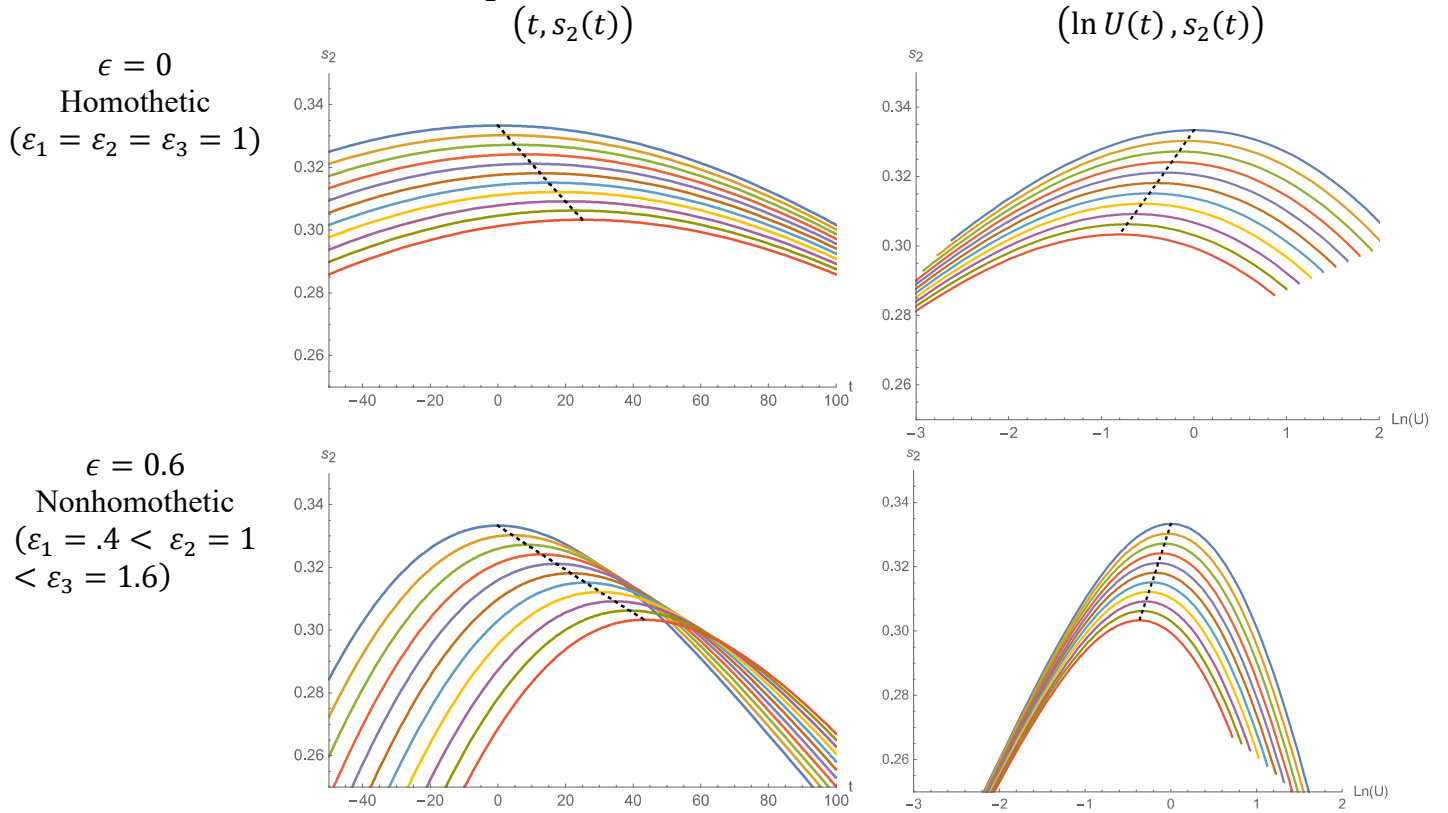 (t, s₂(t))
(ln U(t), s₂(t))
ϵ = 0
Homothetic
(ε₁ = ε₂ = ε₃ = 1)
s₂
0.34
0.32
0.30
0.28
0.26
−40 −20 0 20 40 60 80 100
t
s₂
0.34
0.32
0.30
0.28
0.26
−3 −2 −1 0 1 2
Ln(U)
ϵ = 0.6
Nonhomothetic
(ε₁ = .4 < ε₂ = 1
< ε₃ = 1.6)
s₂
0.34
0.32
0.30
0.28
0.26
−40 −20 0 20 40 60 80 100
t
s₂
0.34
0.32
0.30
0.28
0.26
−3 −2 −1 0 1 2
Ln(U)